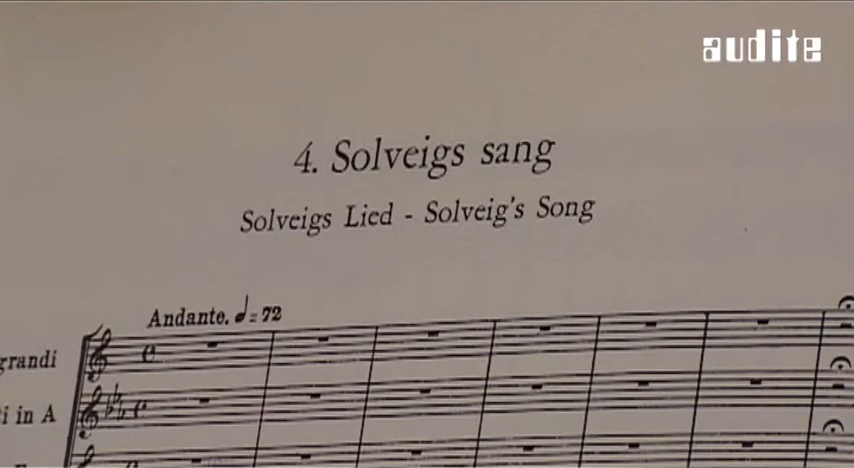 audite
4. Solveigs sang
Solveigs Lied - Solveig's Song
Andante. ♩= 72
grandi
i in A